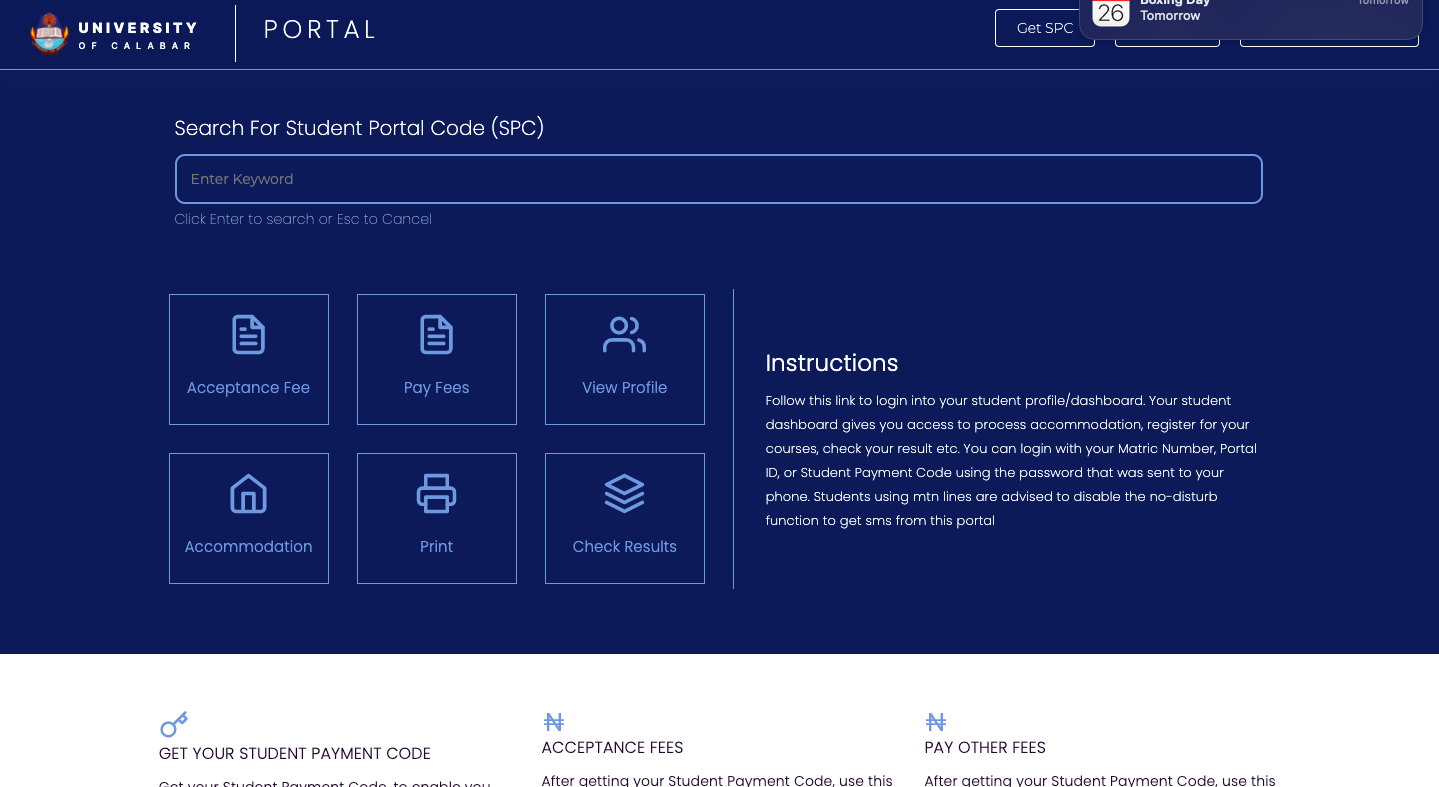 UNIVERSITY
OF CALABAR
PORTAL
Get SPC
26
Boxing Day
Tomorrow
Tomorrow
Search For Student Portal Code (SPC)
Enter Keyword
Click Enter to search or Esc to Cancel
Acceptance Fee
Pay Fees
View Profile
Accommodation
Print
Check Results
Instructions
Follow this link to login into your student profile/dashboard. Your student
dashboard gives you access to process accommodation, register for your
courses, check your result etc. You can login with your Matric Number, Portal
ID, or Student Payment Code using the password that was sent to your
phone. Students using mtn lines are advised to disable the no-disturb
function to get sms from this portal
GET YOUR STUDENT PAYMENT CODE
Get your Student Payment Code, to enable you
₦
ACCEPTANCE FEES
After getting your Student Payment Code, use this
₦
PAY OTHER FEES
After getting your Student Payment Code, use this